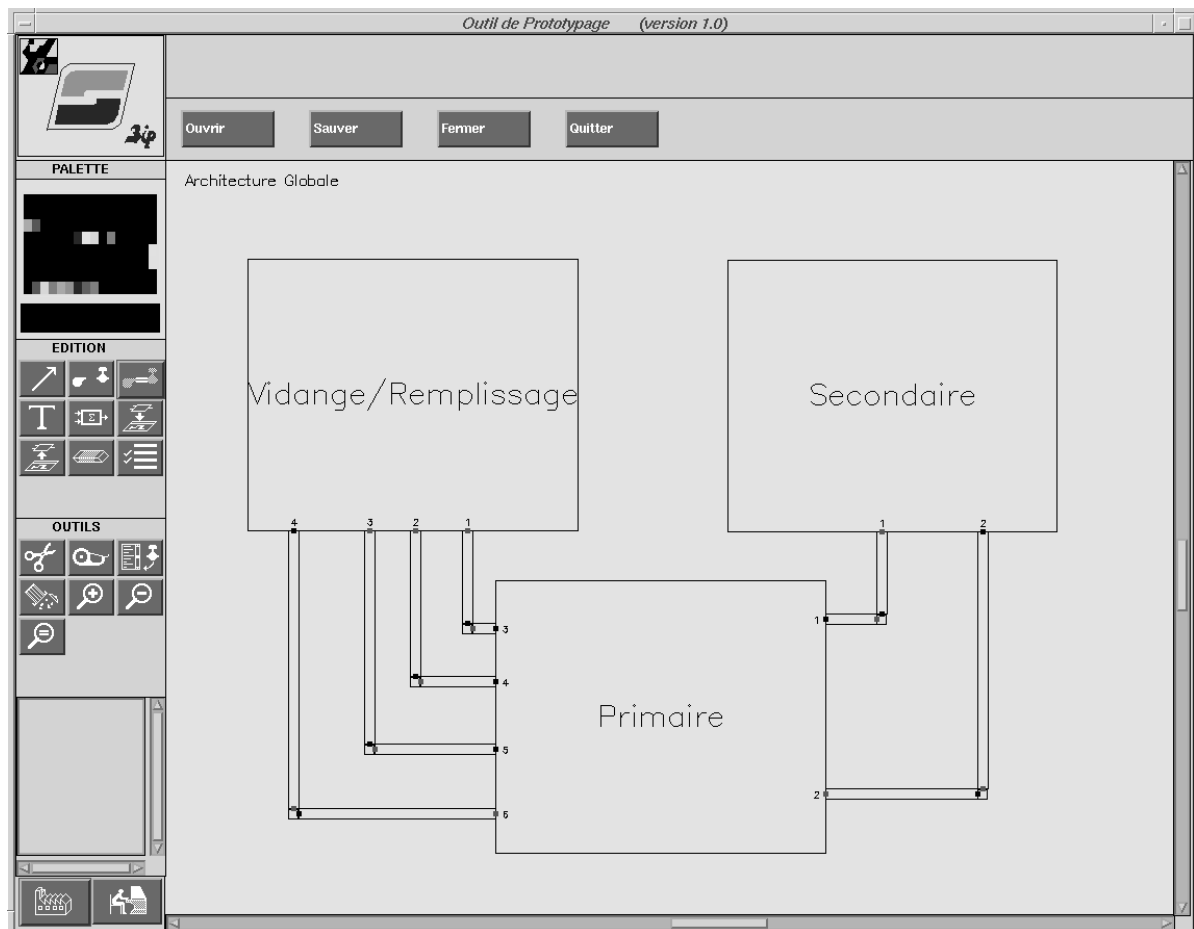 Outil de Prototypage (version 1.0)
3ip
Ouvrir Sauver Fermer Quitter
PALETTE
Architecture Globale
EDITION
T
Σ
Vidange/Remplissage
Secondaire
4 3 2 1
1 2
OUTILS
3
1
4
Primaire
5
2
6